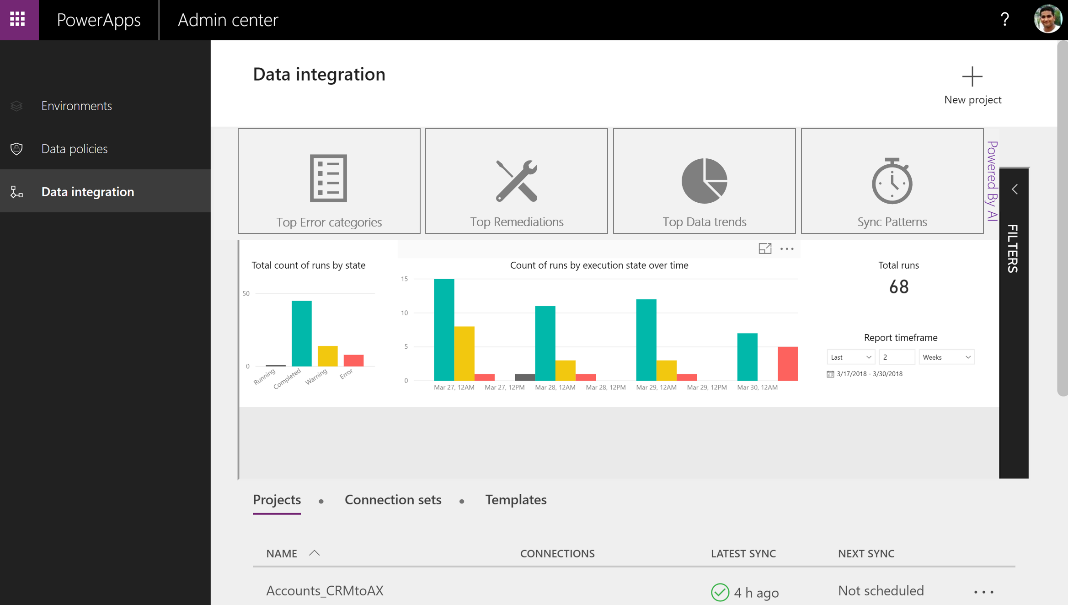 PowerApps
Admin center
?
Environments
Data policies
Data integration
Data integration
New project
Top Error categories
Top Remediations
Top Data trends
Sync Patterns
Powered By AI
FILTERS
Total count of runs by state
50
0
Running
Completed
Warning
Error
Count of runs by execution state over time
15
10
5
0
Mar 27, 12AM Mar 27, 12PM Mar 28, 12AM Mar 28, 12PM Mar 29, 12AM Mar 29, 12PM Mar 30, 12AM
Total runs
68
Report timeframe
Last 2 Weeks
3/17/2018 - 3/30/2018
Projects • Connection sets • Templates
NAME CONNECTIONS LATEST SYNC NEXT SYNC
Accounts_CRMtoAX 4 h ago Not scheduled